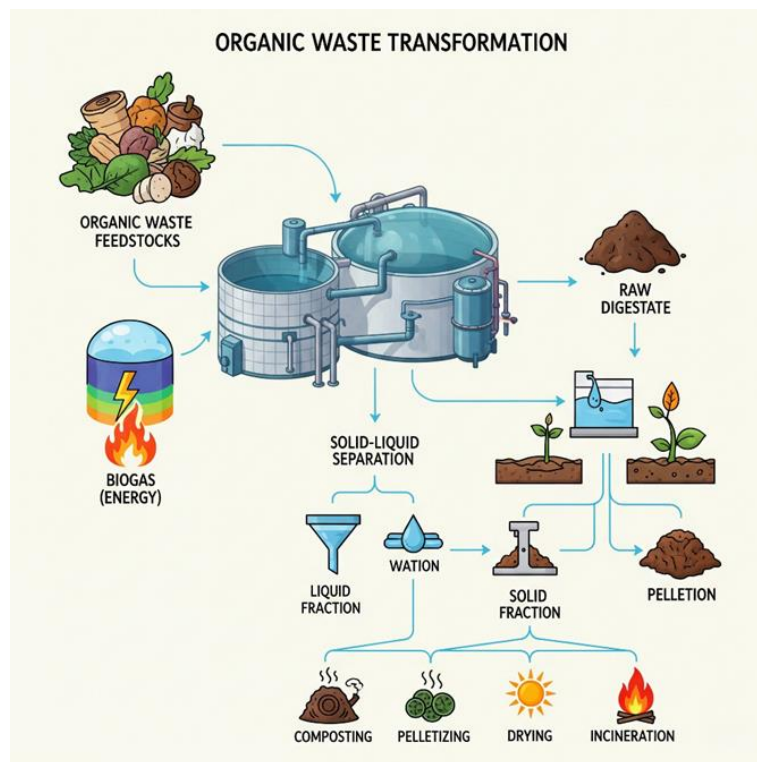 ORGANIC WASTE TRANSFORMATION
ORGANIC WASTE
FEEDSTOCKS
RAW
DIGESTATE
BIOGAS
(ENERGY)
SOLID-LIQUID
SEPARATION
LIQUID
FRACTION
WATION
SOLID
FRACTION
PELLETION
COMPOSTING
PELLETIZING
DRYING
INCINERATION